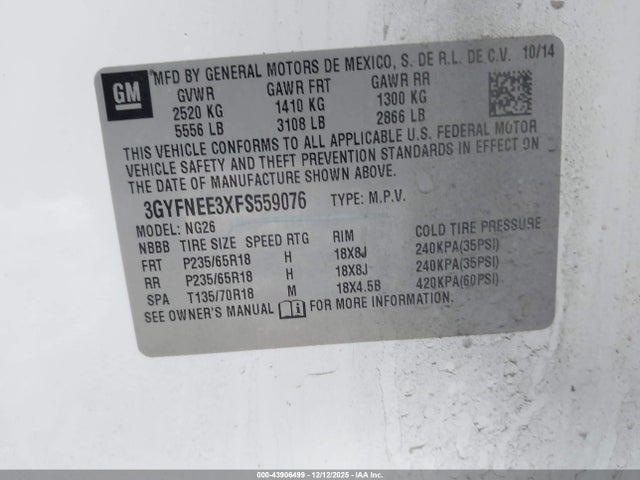 GM
MFD BY GENERAL MOTORS DE MEXICO, S. DE R.L. DE C.V. 10/14
GVWR GAWR FRT GAWR RR
2520 KG 1410 KG 1300 KG
5556 LB 3108 LB 2866 LB
THIS VEHICLE CONFORMS TO ALL APPLICABLE U.S. FEDERAL MOTOR
VEHICLE SAFETY AND THEFT PREVENTION STANDARDS IN EFFECT ON
THE DATE OF MANUFACTURE SHOWN ABOVE.
3GYFNEE3XFS559076 TYPE: M.P.V.
MODEL: NG26
NBBB TIRE SIZE SPEED RTG RIM COLD TIRE PRESSURE
FRT P235/65R18 H 18X8J 240KPA(35PSI)
RR P235/65R18 H 18X8J 240KPA(35PSI)
SPA T135/70R18 M 18X4.5B 420KPA(60PSI)
SEE OWNER'S MANUAL FOR MORE INFORMATION.
000-43906499 - 12/12/2025 - IAA Inc.